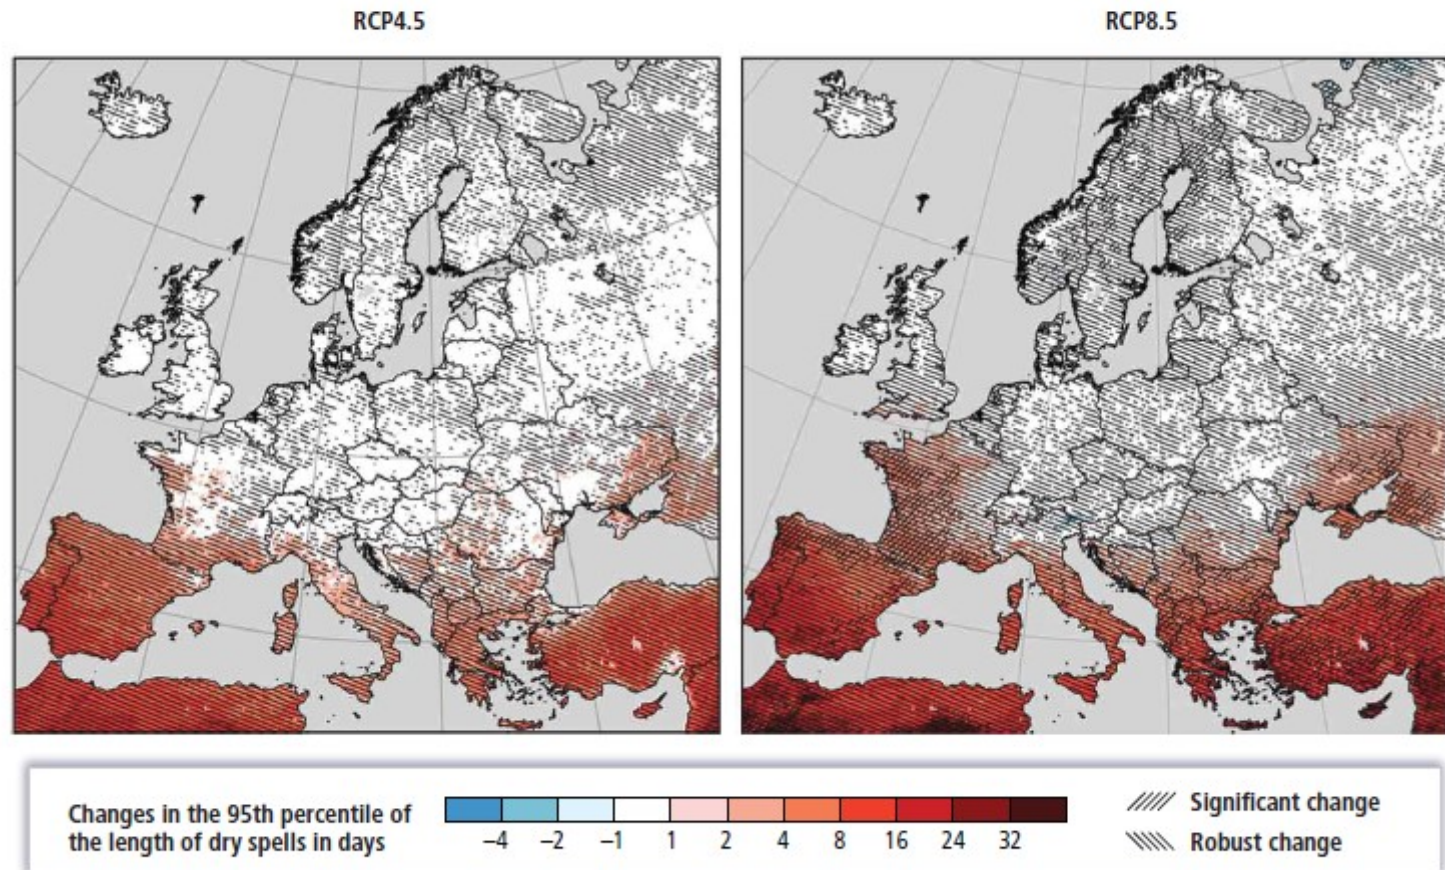 RCP4.5
RCP8.5
Changes in the 95th percentile of
the length of dry spells in days
–4 –2 –1 1 2 4 8 16 24 32
Significant change
Robust change